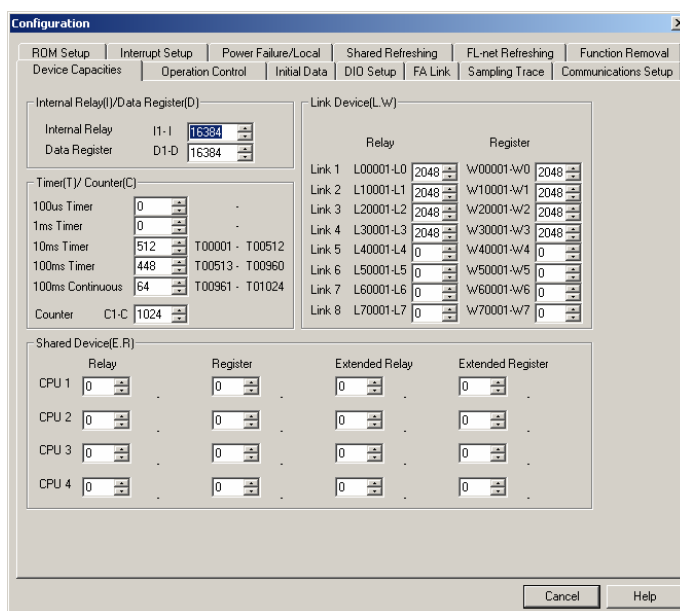 Configuration
ROM Setup Interrupt Setup Power Failure/Local Shared Refreshing FL-net Refreshing Function Removal
Device Capacities Operation Control Initial Data DIO Setup FA Link Sampling Trace Communications Setup
Internal Relay(I)/Data Register(D)
Internal Relay I1-I 16384
Data Register D1-D 16384
Timer(T)/ Counter(C)
100us Timer 0 -
1ms Timer 0 -
10ms Timer 512 T00001 - T00512
100ms Timer 448 T00513 - T00960
100ms Continuous 64 T00961 - T01024
Counter C1-C 1024
Link Device(L.W)
Relay Register
Link 1 L00001-L0 2048 W00001-W0 2048
Link 2 L10001-L1 2048 W10001-W1 2048
Link 3 L20001-L2 2048 W20001-W2 2048
Link 4 L30001-L3 2048 W30001-W3 2048
Link 5 L40001-L4 0 W40001-W4 0
Link 6 L50001-L5 0 W50001-W5 0
Link 7 L60001-L6 0 W60001-W6 0
Link 8 L70001-L7 0 W70001-W7 0
Shared Device(E.R)
Relay Register Extended Relay Extended Register
CPU 1 0 - 0 - 0 - 0 -
CPU 2 0 - 0 - 0 - 0 -
CPU 3 0 - 0 - 0 - 0 -
CPU 4 0 - 0 - 0 - 0 -
Cancel Help